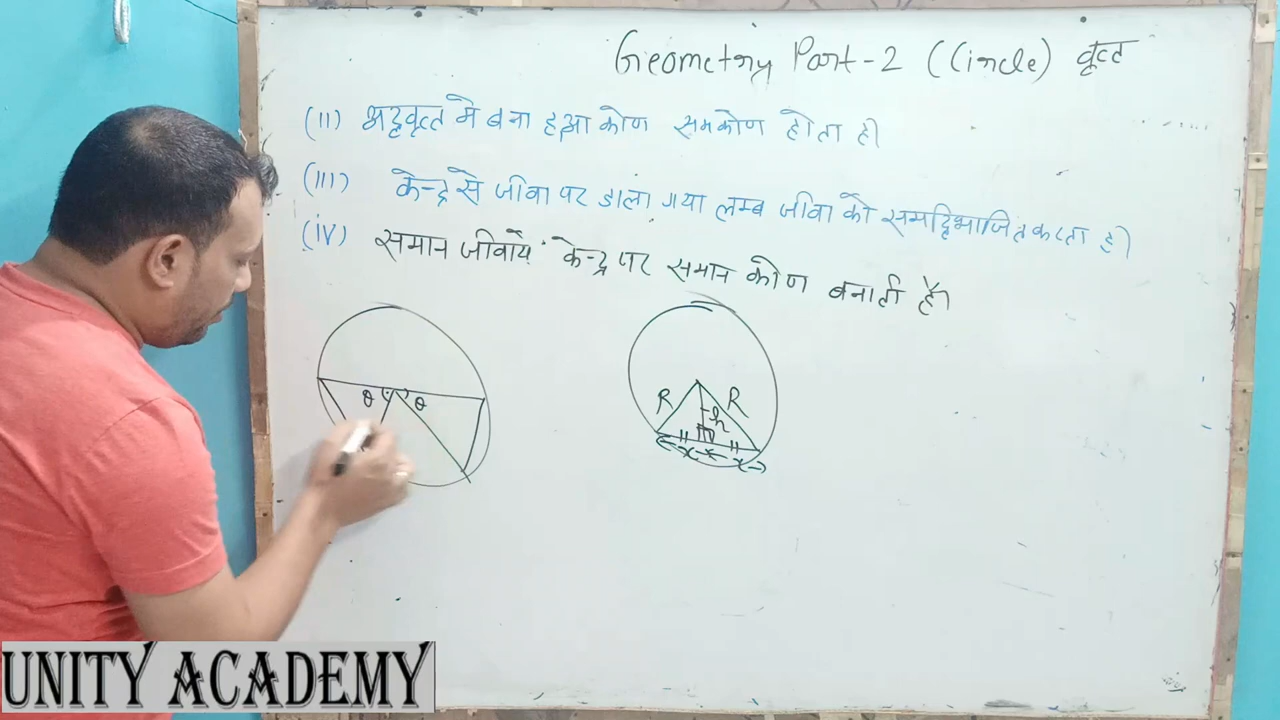 Geometry Part-2 (Circle) वृत्त
(II) अर्द्धवृत्त मे बना हुआ कोण समकोण होता है।
(III) केन्द्र से जीवा पर डाला गया लम्ब जीवा को समद्विभाजित करता है।
(iv) समान जीवायें केन्द्र पर समान कोण बनाती हैं।
θ θ
R R
h
x x
UNITY ACADEMY